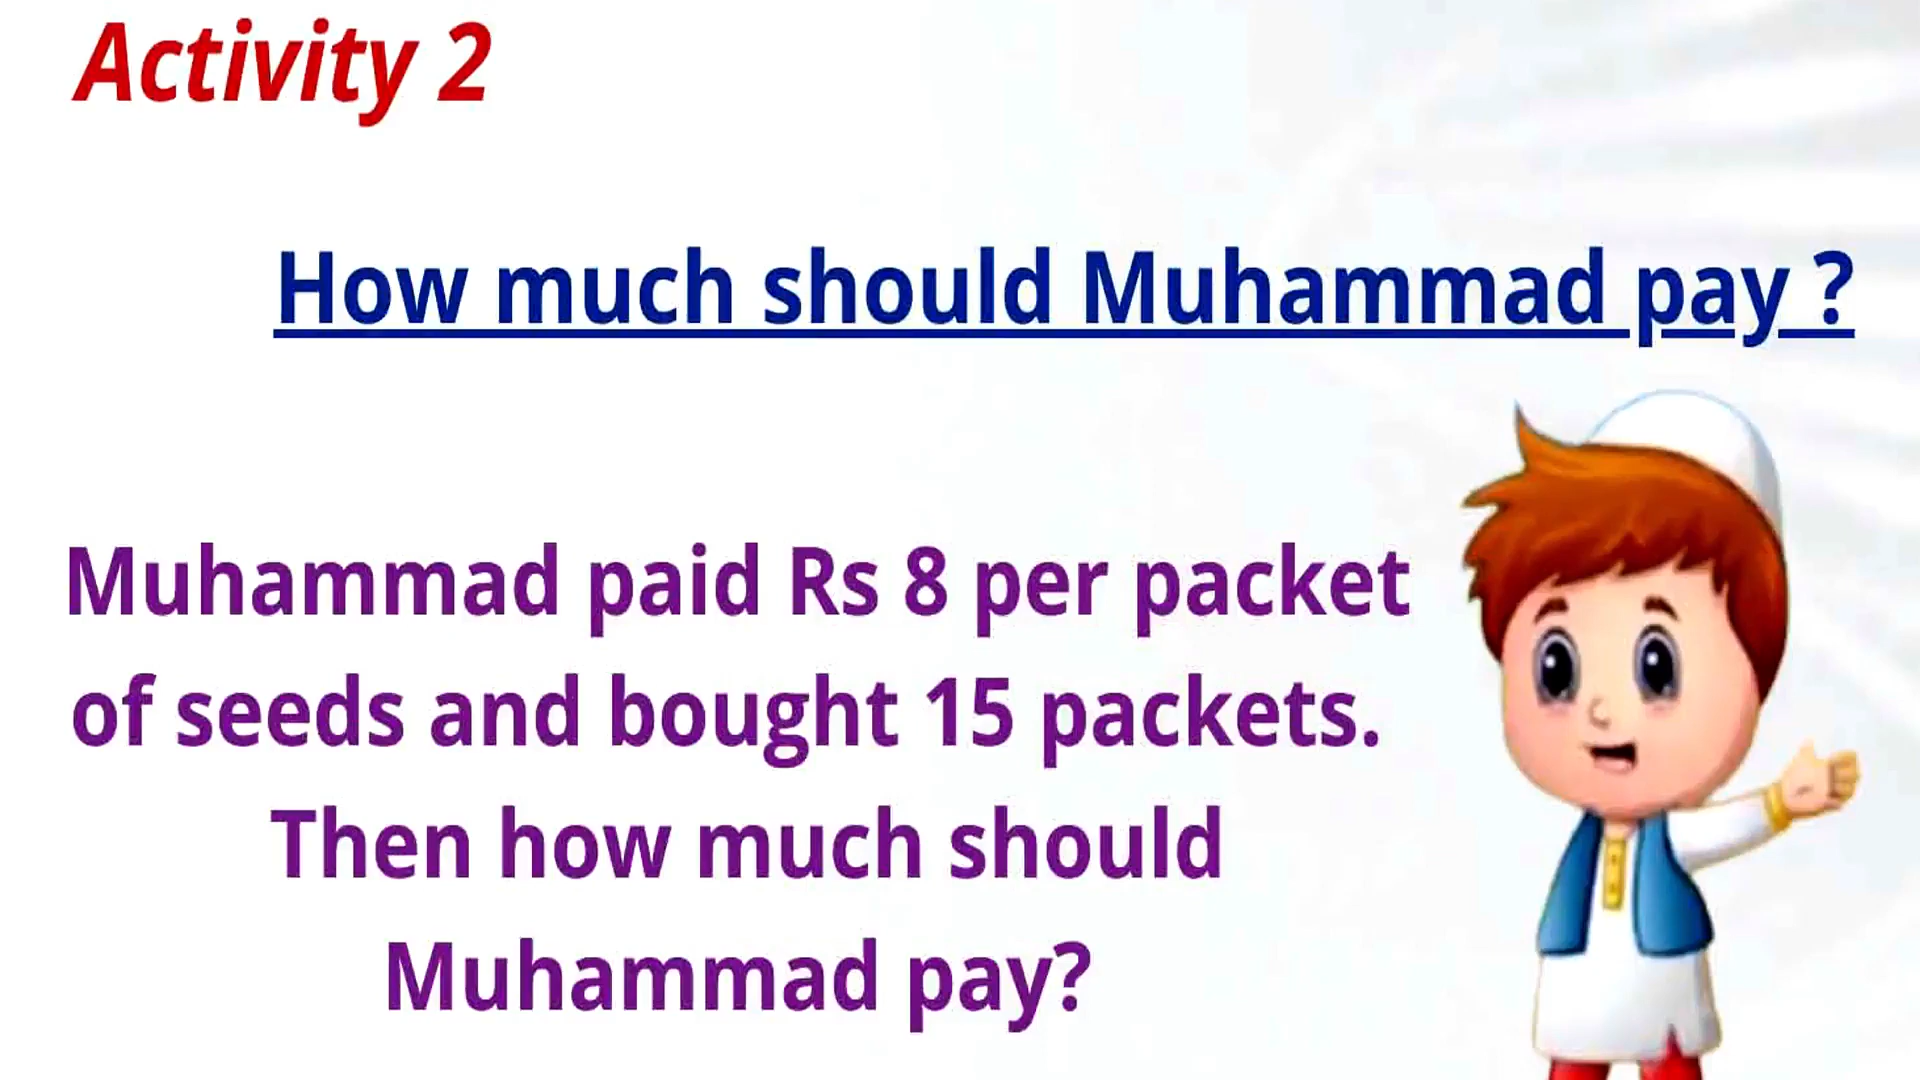 Activity 2
How much should Muhammad pay ?
Muhammad paid Rs 8 per packet
of seeds and bought 15 packets.
Then how much should
Muhammad pay?